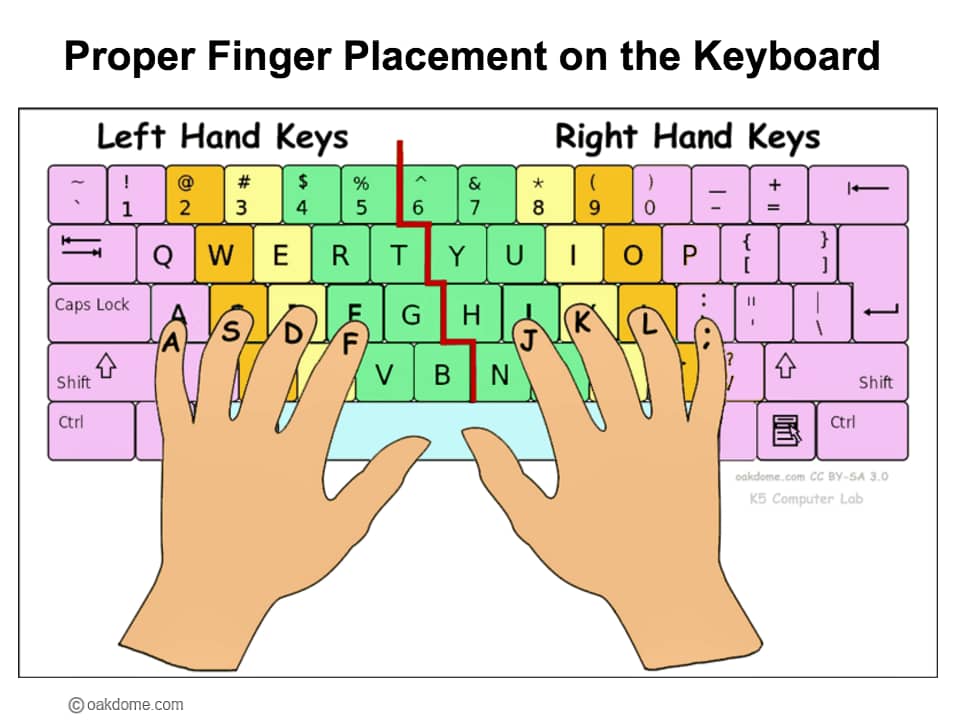 Proper Finger Placement on the Keyboard
Left Hand Keys Right Hand Keys
~ ! @ # $ % ^ & * ( ) _ +
` 1 2 3 4 5 6 7 8 9 0 - =
Q W E R T Y U I O P { }
[ ]
Caps Lock A F G H : " |
' \
A S D F J K L ;
Shift V B N ? Shift
/
Ctrl Ctrl
oakdome.com CC BY-SA 3.0
K5 Computer Lab
© oakdome.com